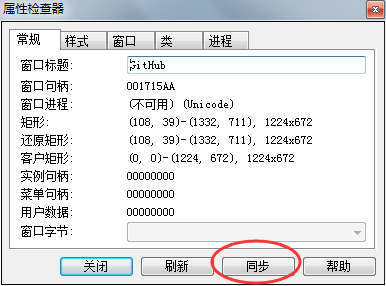 属性检查器
常规 样式 窗口 类 进程
窗口标题: GitHub
窗口句柄: 001715AA
窗口进程: (不可用) (Unicode)
矩形: (108, 39)-(1332, 711), 1224x672
还原矩形: (108, 39)-(1332, 711), 1224x672
客户矩形: (0, 0)-(1224, 672), 1224x672
实例句柄: 00000000
菜单句柄: 00000000
用户数据: 00000000
窗口字节:
关闭 刷新 同步 帮助